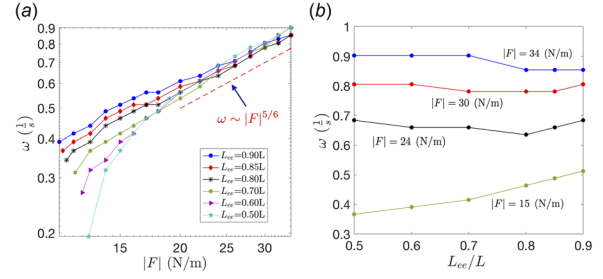 (a)
0.9
0.8
0.7
0.6
0.5
0.4
0.3
0.2
ω (1/s)
ω ∼ |F|^5/6
L_ee=0.90L
L_ee=0.85L
L_ee=0.80L
L_ee=0.70L
L_ee=0.60L
L_ee=0.50L
15 20 25 30
|F| (N/m)
(b)
1
0.9
0.8
0.7
0.6
0.5
0.4
0.3
ω (1/s)
|F| = 34 (N/m)
|F| = 30 (N/m)
|F| = 24 (N/m)
|F| = 15 (N/m)
0.5 0.6 0.7 0.8 0.9
L_ee/L